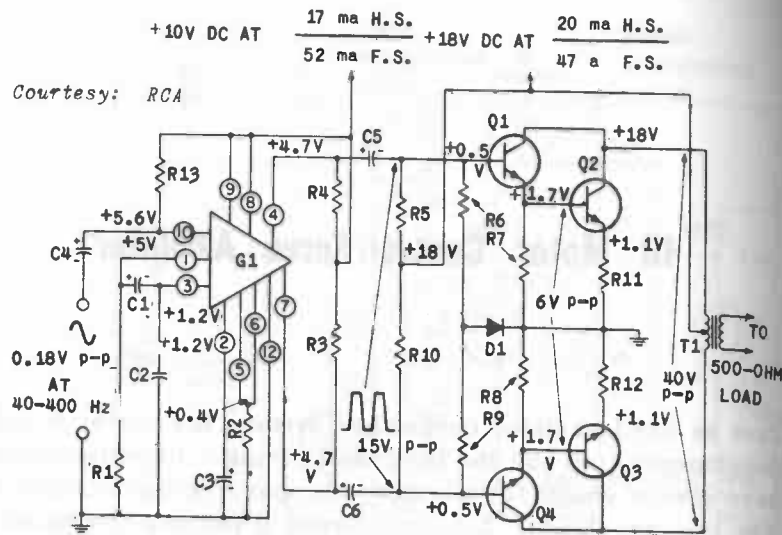 +10V DC AT 17 ma H.S. 52 ma F.S.
+18V DC AT 20 ma H.S. 47 a F.S.
Courtesy: RCA
C5
Q1
+4.7V
+0.5 V
+18V
Q2
9
8
4
R13
R4
R5
R6
R7
+1.7V
+5.6V
+5V
10
1
3
C4
G1
+18
+1.1V
R11
C1
7
6V p-p
+1.2V
2
6
12
5
R3
R10
D1
T1
TO 500-OHM LOAD
0.18V p-p
AT
40-400 Hz
+1.2V
C2
R8
R9
R12
40V p-p
+0.4V
R2
15V p-p
+1.7 V
+1.1V
R1
C3
+4.7 V
C6
+0.5V
Q4
Q3